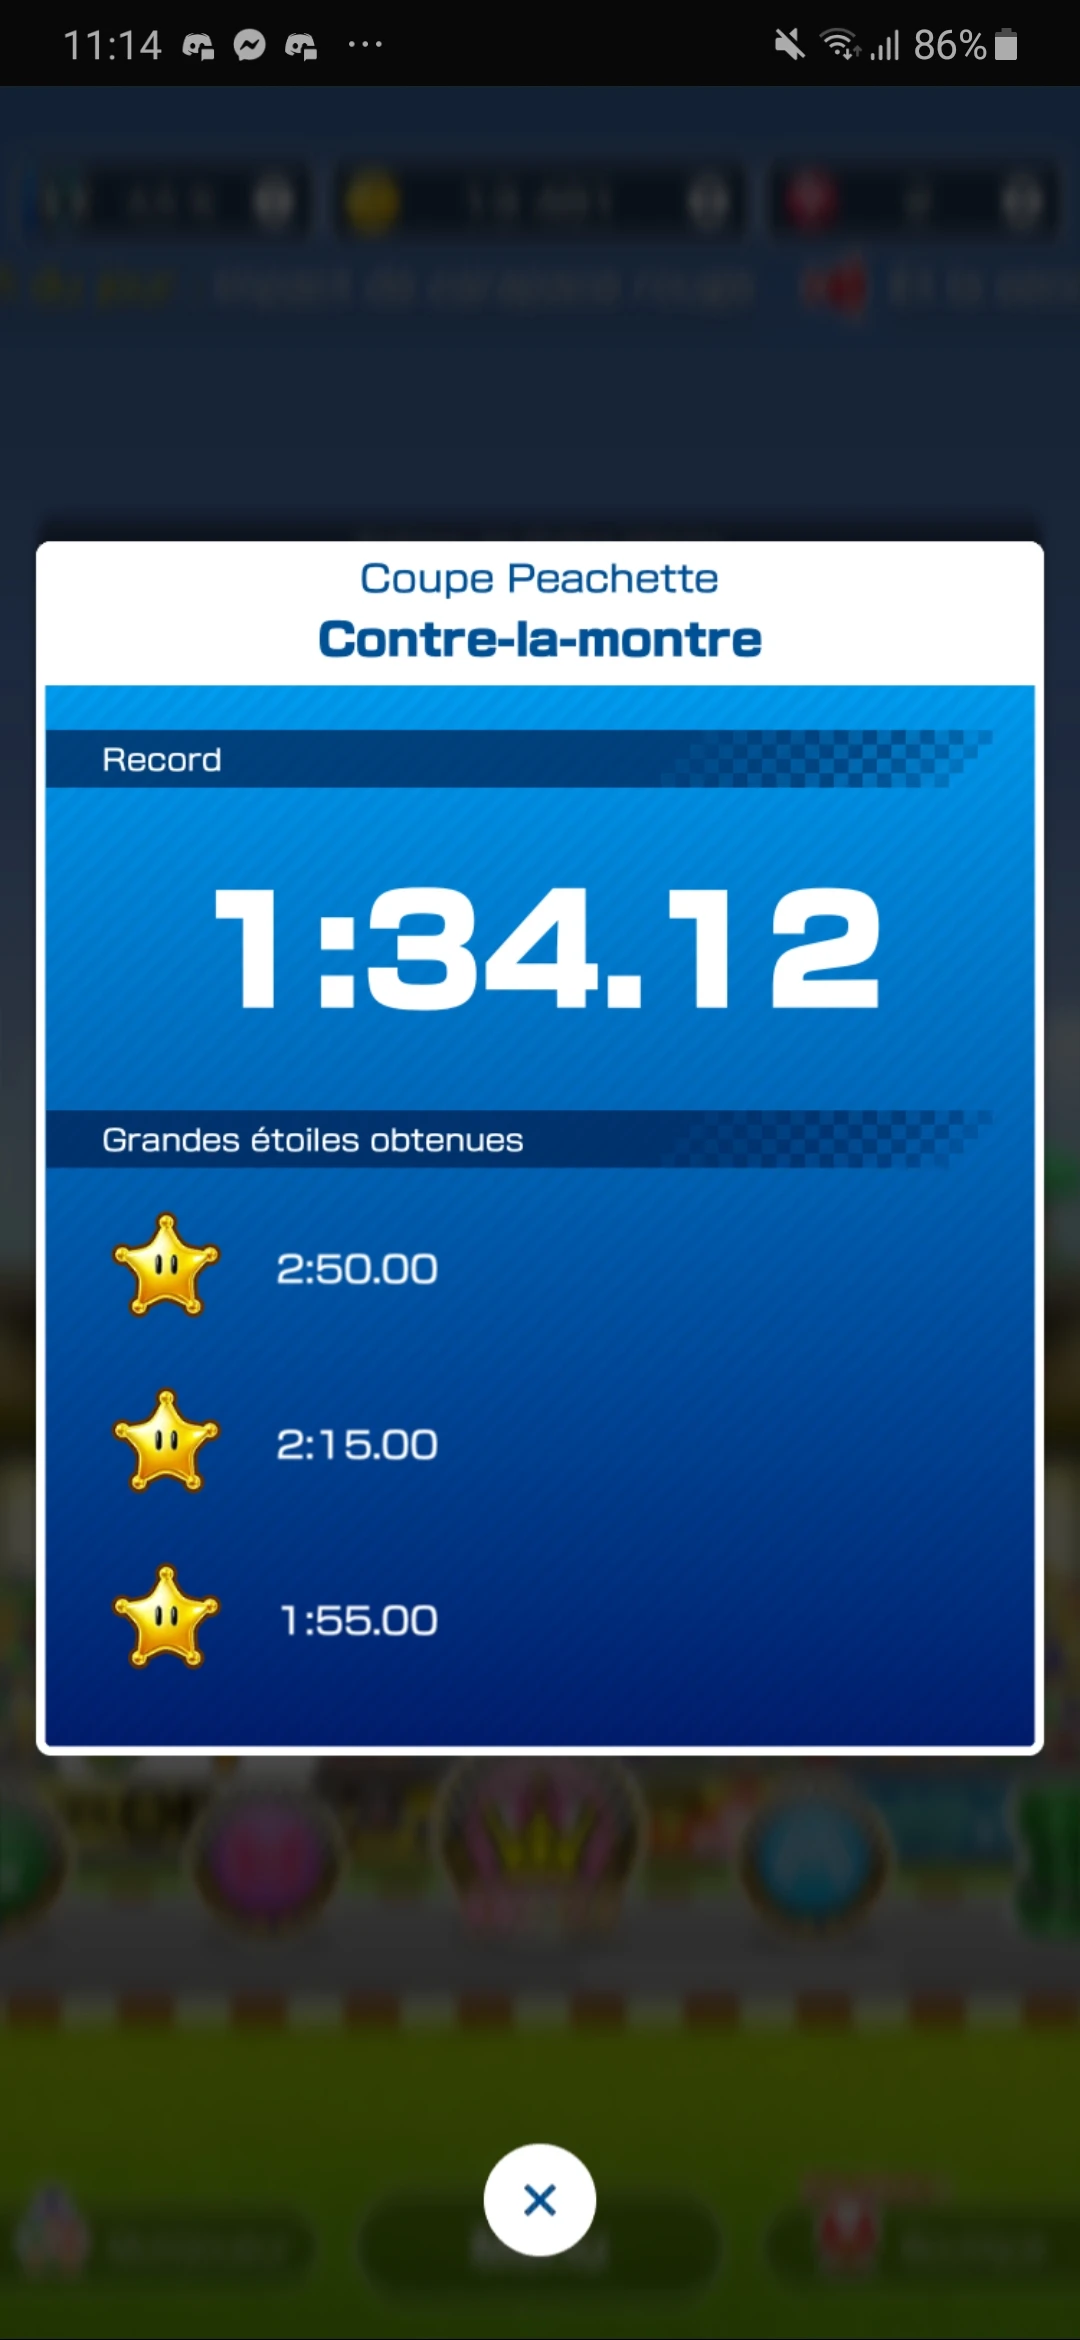 11:14 86%
Coupe Peachette
Contre-la-montre
Record
1:34.12
Grandes étoiles obtenues
2:50.00
2:15.00
1:55.00